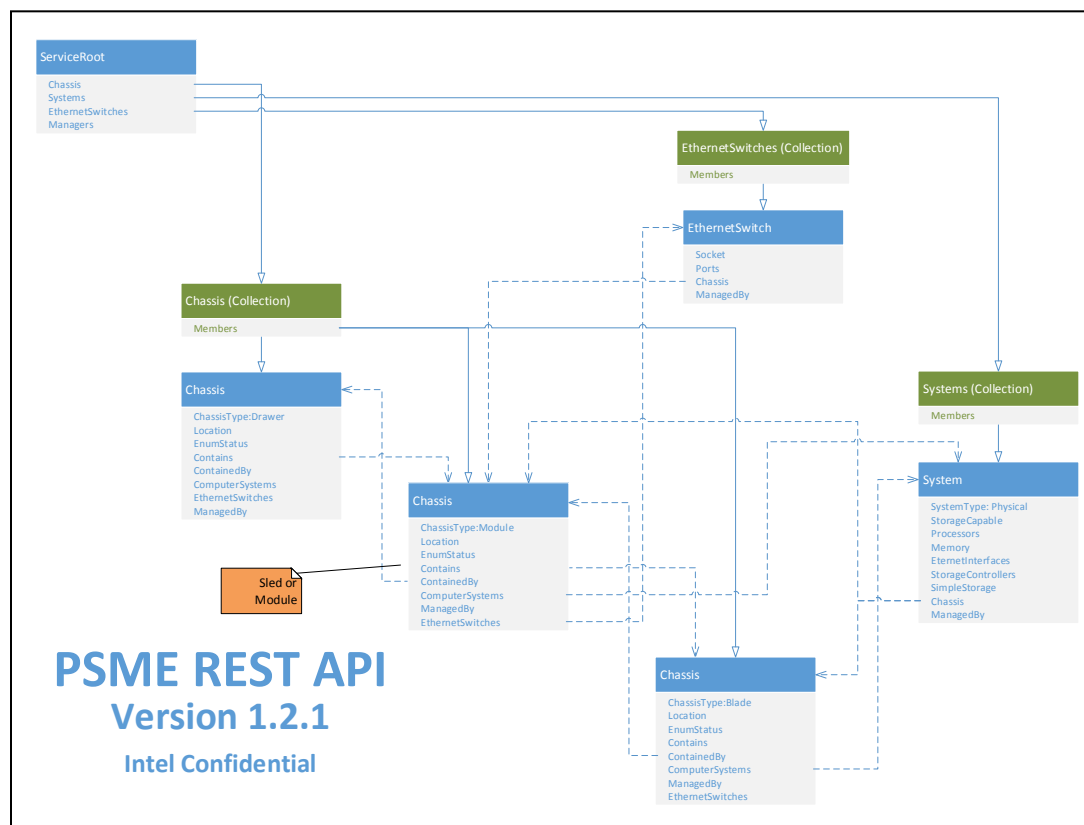 ServiceRoot
Chassis
Systems
EthernetSwitches
Managers
EthernetSwitches (Collection)
Members
EthernetSwitch
Socket
Ports
Chassis
ManagedBy
Chassis (Collection)
Members
Chassis
ChassisType:Drawer
Location
EnumStatus
Contains
ContainedBy
ComputerSystems
EthernetSwitches
ManagedBy
Systems (Collection)
Members
System
SystemType: Physical
StorageCapable
Processors
Memory
EternetInterfaces
StorageControllers
SimpleStorage
Chassis
ManagedBy
Chassis
ChassisType:Module
Location
EnumStatus
Contains
ContainedBy
ComputerSystems
ManagedBy
EthernetSwitches
Sled or
Module
Chassis
ChassisType:Blade
Location
EnumStatus
Contains
ContainedBy
ComputerSystems
ManagedBy
EthernetSwitches
PSME REST API
Version 1.2.1
Intel Confidential